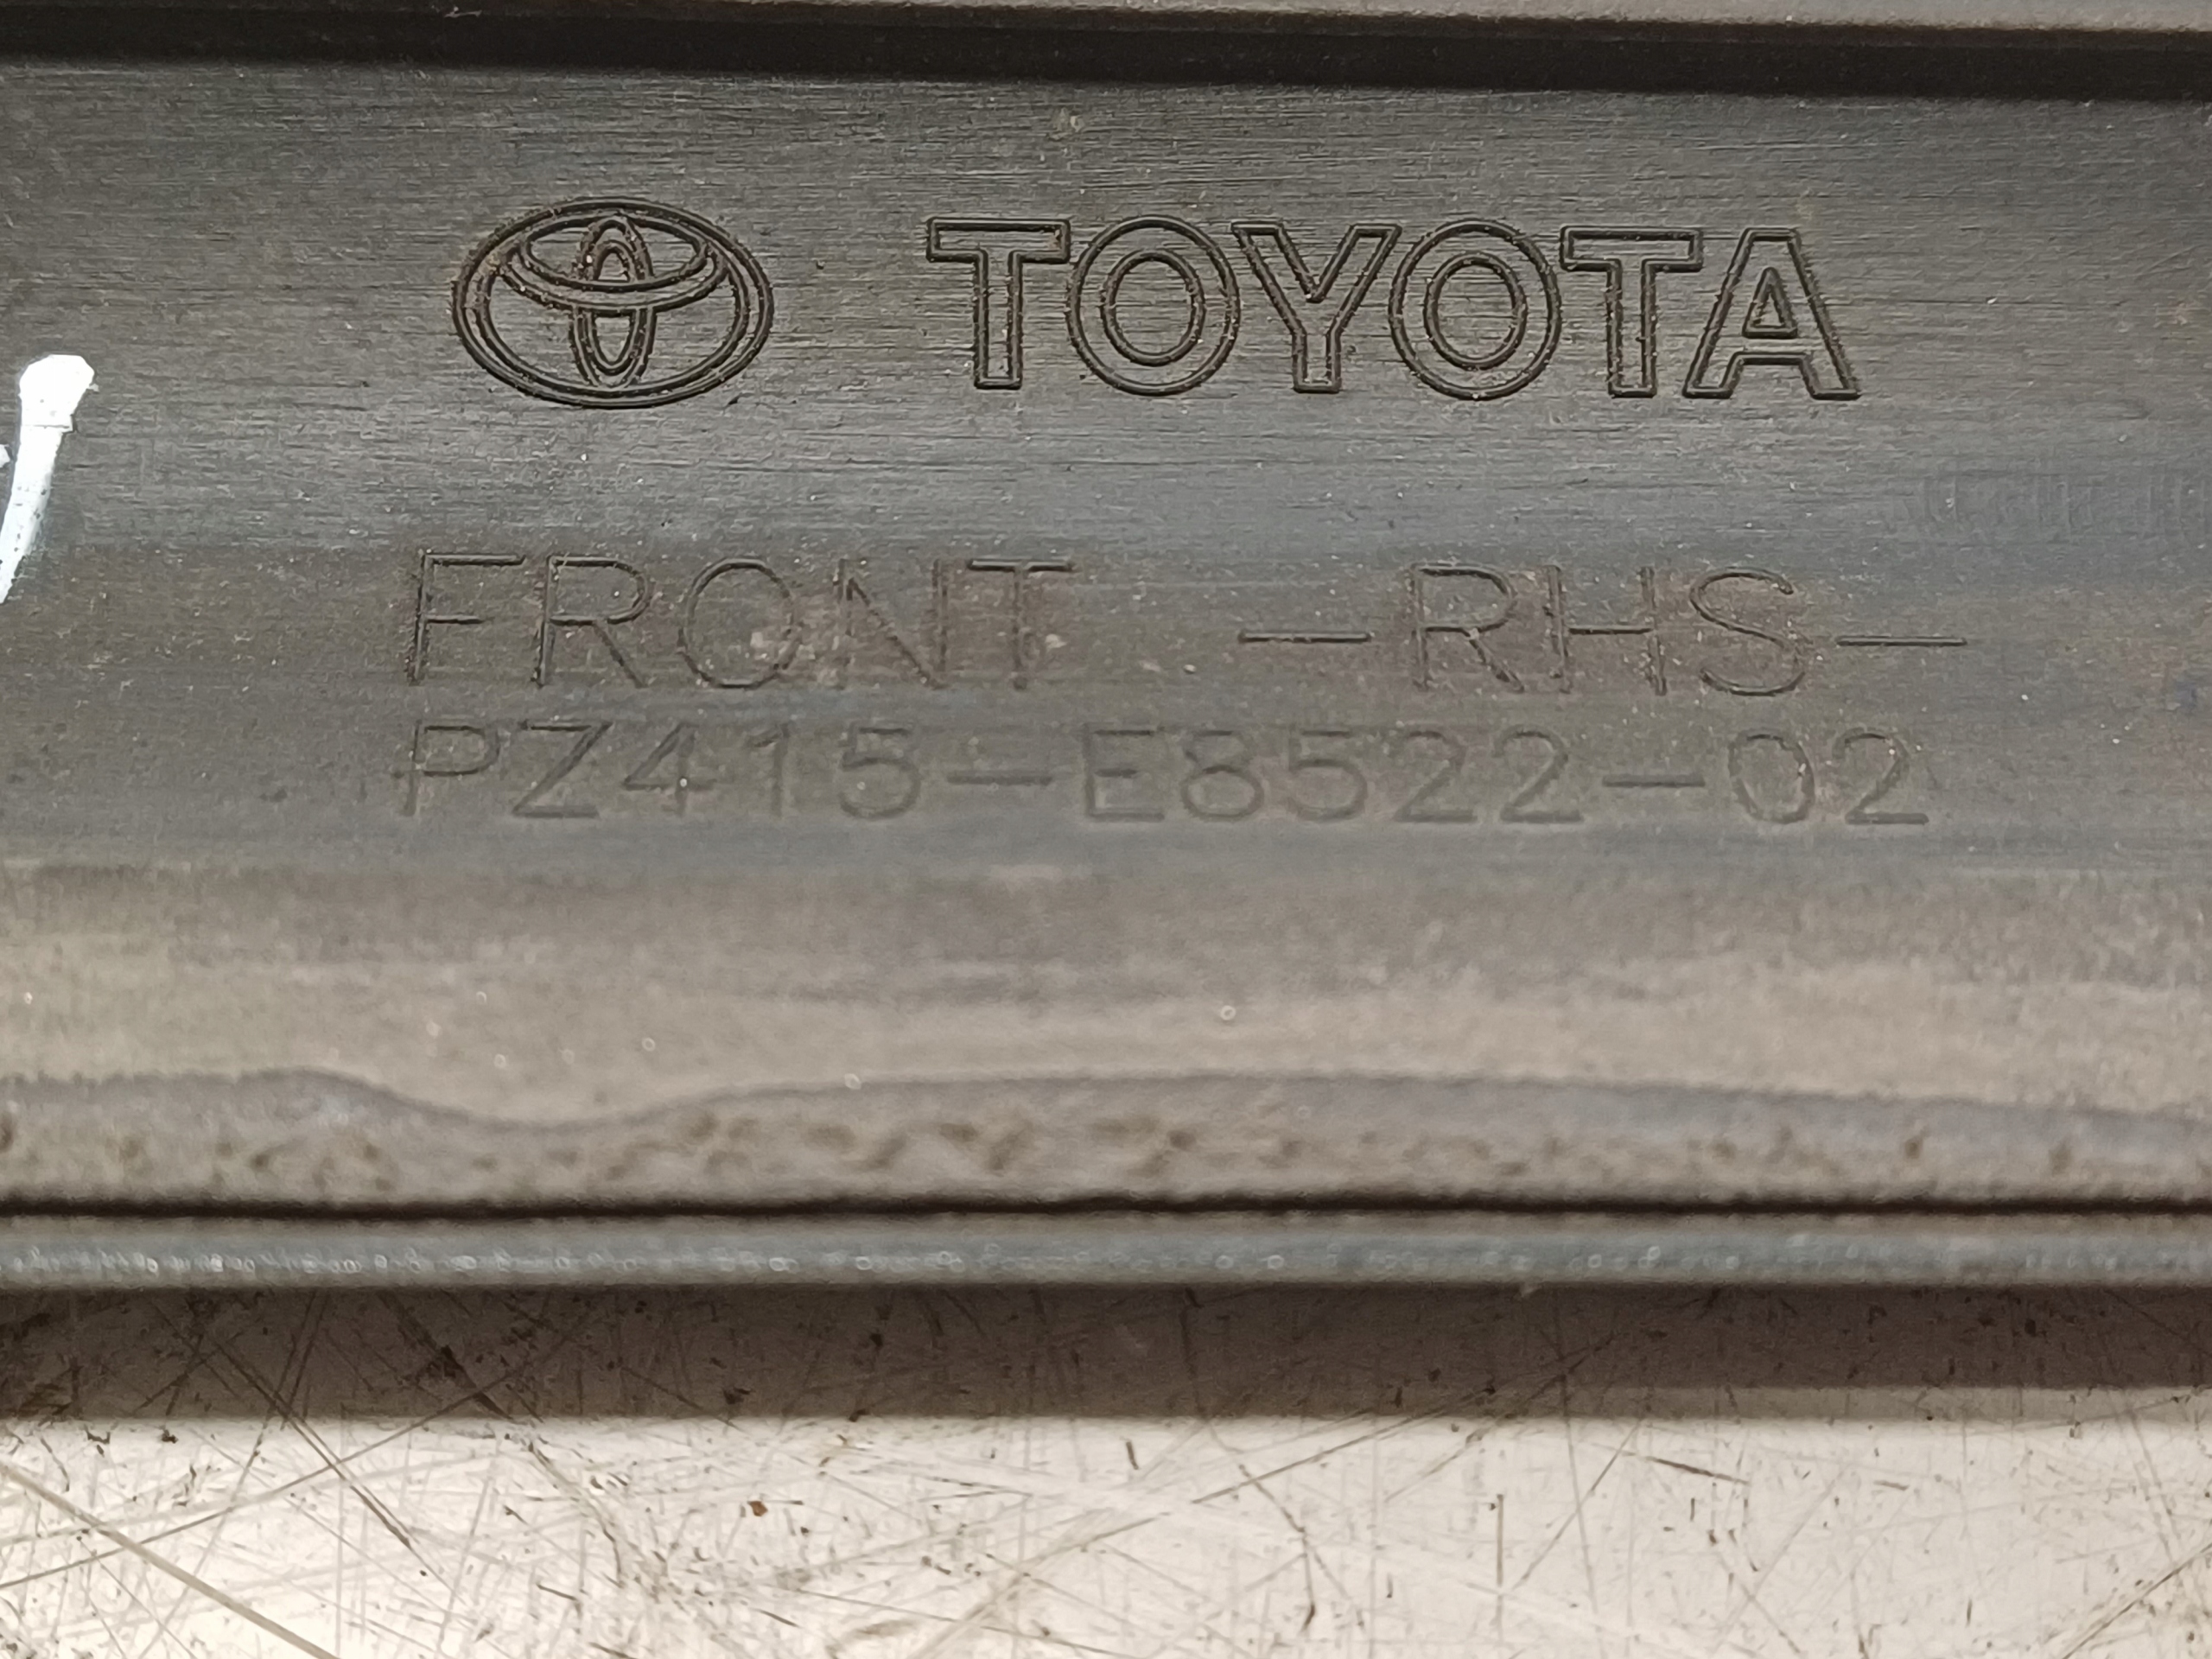 TOYOTA
FRONT -RHS-
PZ415-E8522-02